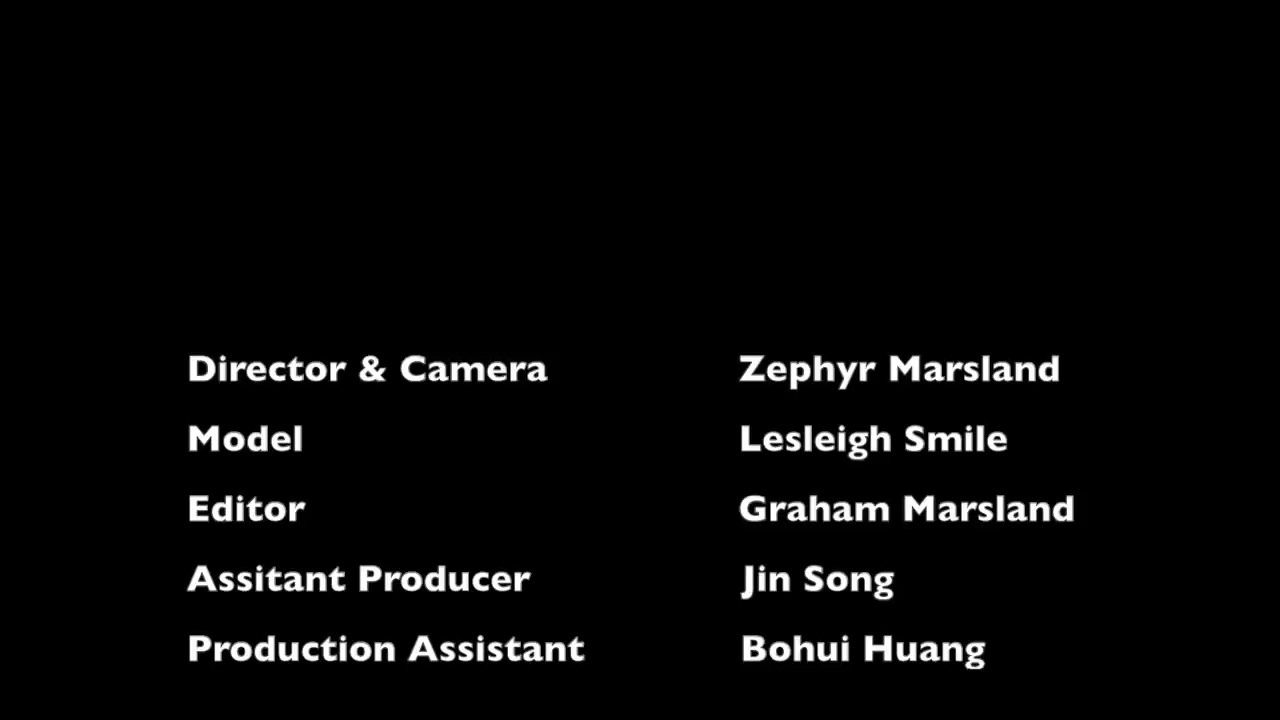 Director & Camera Zephyr Marsland
Model Lesleigh Smile
Editor Graham Marsland
Assitant Producer Jin Song
Production Assistant Bohui Huang